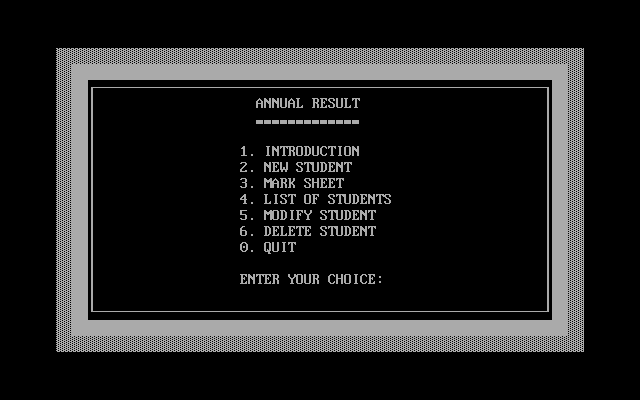 ANNUAL RESULT
=============
1. INTRODUCTION
2. NEW STUDENT
3. MARK SHEET
4. LIST OF STUDENTS
5. MODIFY STUDENT
6. DELETE STUDENT
0. QUIT
ENTER YOUR CHOICE: